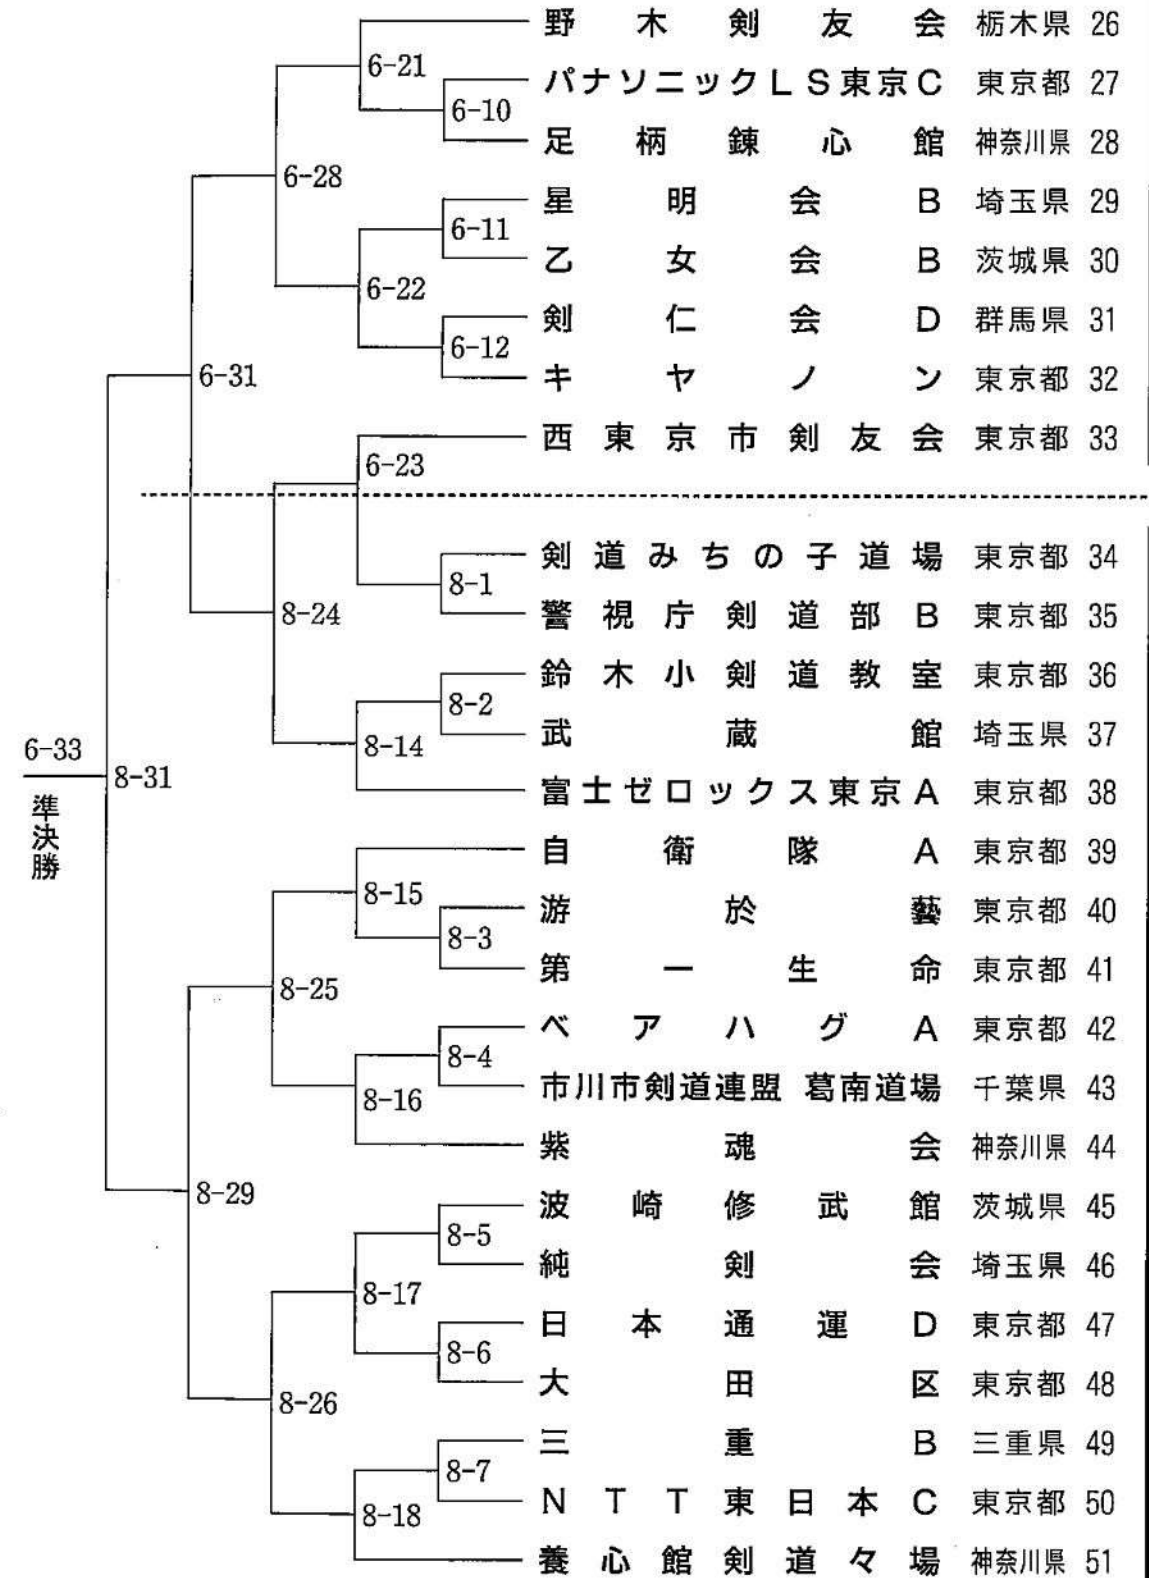 野木剣友会 栃木県 26
6-21
パナソニックLS東京C 東京都 27
6-10
足柄錬心館 神奈川県 28
6-28
星明会B 埼玉県 29
6-11
乙女会B 茨城県 30
6-22
剣仁会D 群馬県 31
6-12
キヤノン 東京都 32
6-31
西東京市剣友会 東京都 33
6-23
剣道みちの子道場 東京都 34
8-1
警視庁剣道部B 東京都 35
8-24
鈴木小剣道教室 東京都 36
8-2
武蔵館 埼玉県 37
8-14
6-33
準決勝
8-31
富士ゼロックス東京A 東京都 38
自衛隊A 東京都 39
8-15
游於藝 東京都 40
8-3
第一生命 東京都 41
8-25
ベアハグA 東京都 42
8-4
市川市剣道連盟 葛南道場 千葉県 43
8-16
紫魂会 神奈川県 44
8-29
波崎修武館 茨城県 45
8-5
純剣会 埼玉県 46
8-17
日本通運D 東京都 47
8-6
大田区 東京都 48
8-26
三重B 三重県 49
8-7
NTT東日本C 東京都 50
8-18
養心館剣道々場 神奈川県 51